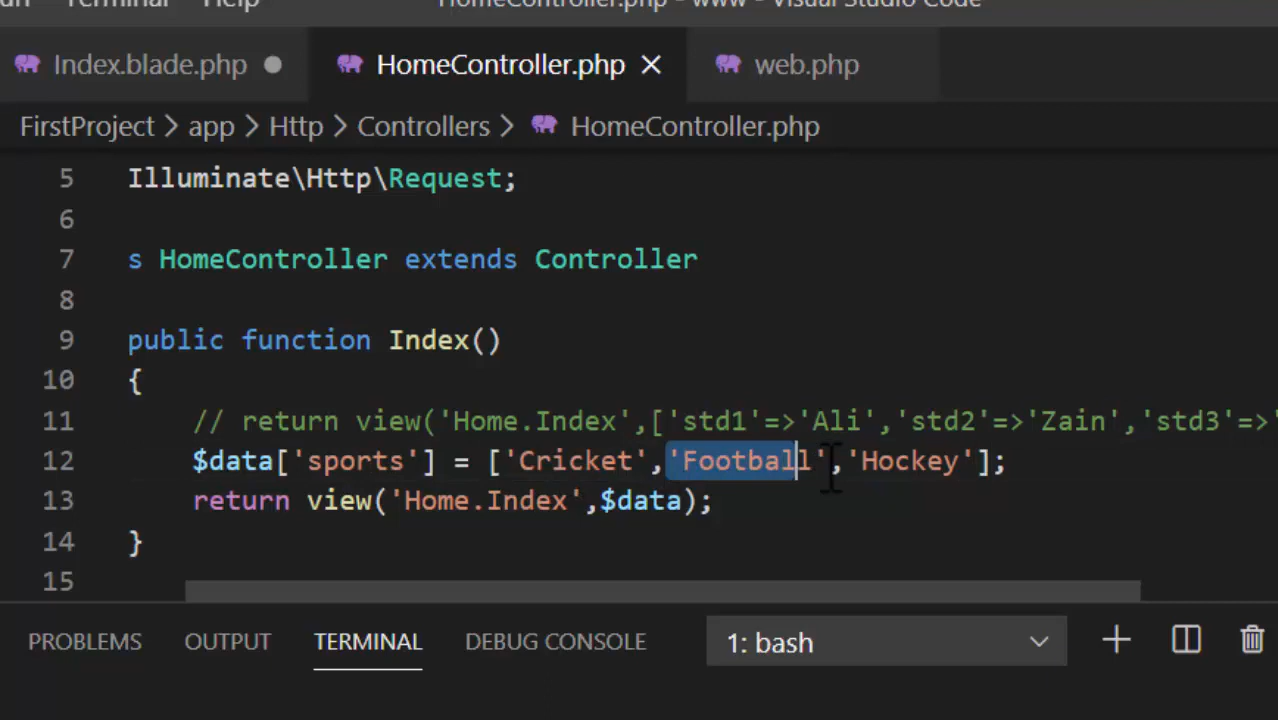 Terminal Help HomeController.php - www - Visual Studio Code
Index.blade.php HomeController.php web.php
FirstProject > app > Http > Controllers > HomeController.php
5 Illuminate\Http\Request;
6
7 s HomeController extends Controller
8
9 public function Index()
10 {
11 // return view('Home.Index',['std1'=>'Ali','std2'=>'Zain','std3'=>'
12 $data['sports'] = ['Cricket','Football','Hockey'];
13 return view('Home.Index',$data);
14 }
15
PROBLEMS OUTPUT TERMINAL DEBUG CONSOLE 1: bash